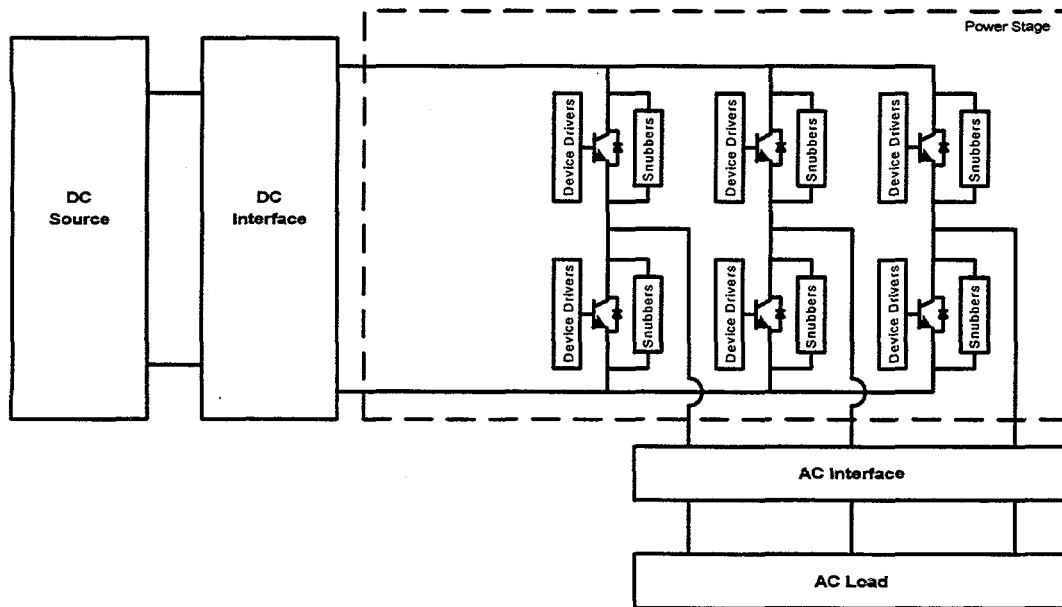 Power Stage
DC
Source
DC
Interface
Device Drivers
Snubbers
Device Drivers
Snubbers
Device Drivers
Snubbers
Device Drivers
Snubbers
Device Drivers
Snubbers
Device Drivers
Snubbers
AC Interface
AC Load